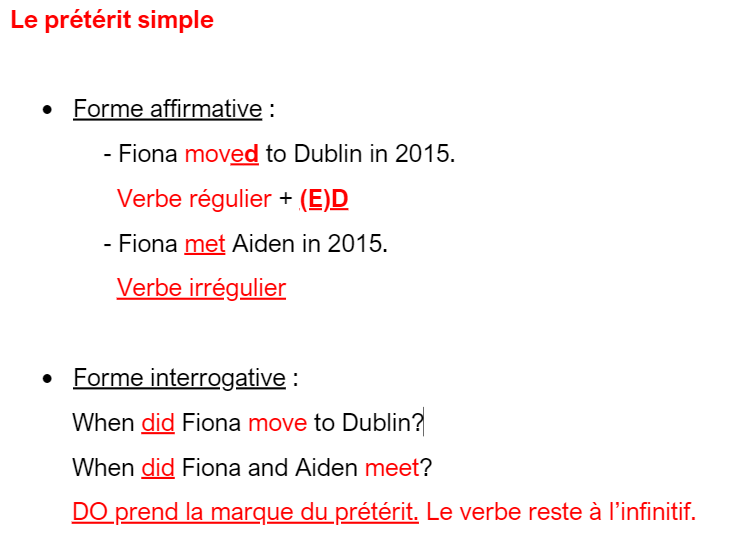 Le prétérit simple
• Forme affirmative :
- Fiona moved to Dublin in 2015.
Verbe régulier + (E)D
- Fiona met Aiden in 2015.
Verbe irrégulier
• Forme interrogative :
When did Fiona move to Dublin?
When did Fiona and Aiden meet?
DO prend la marque du prétérit. Le verbe reste à l’infinitif.